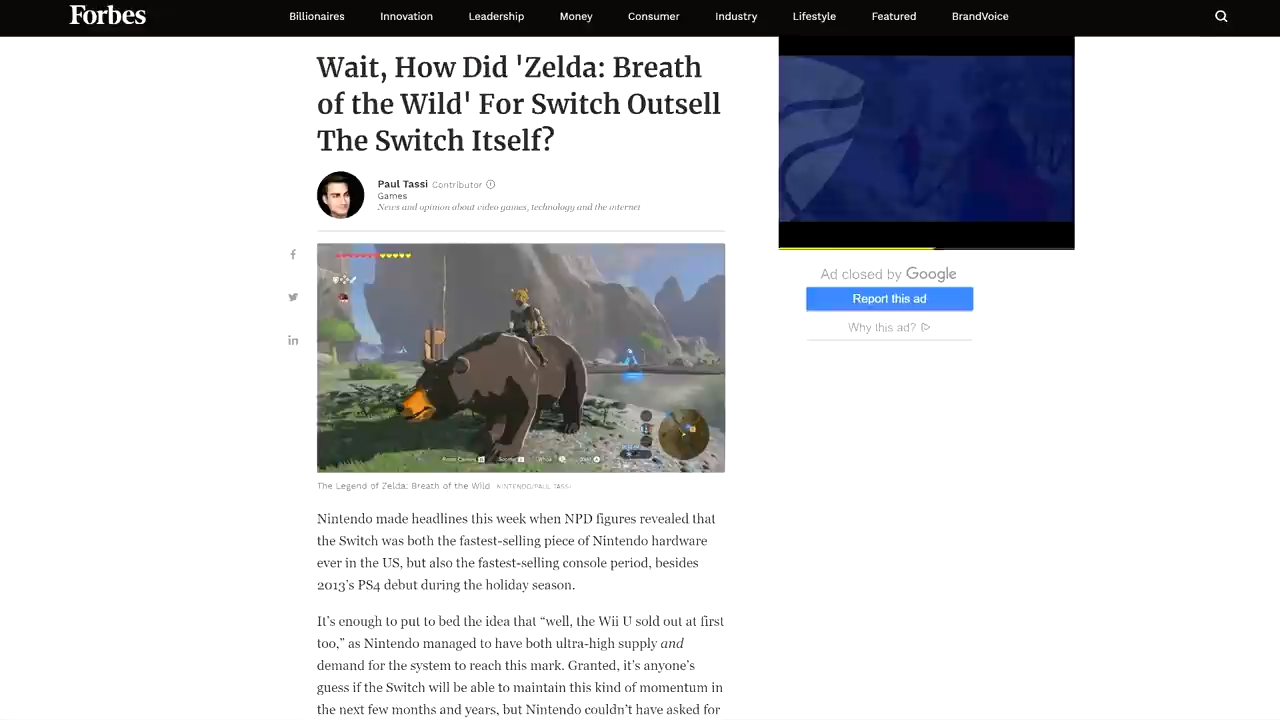 Forbes
Billionaires Innovation Leadership Money Consumer Industry Lifestyle Featured BrandVoice
Wait, How Did 'Zelda: Breath
of the Wild' For Switch Outsell
The Switch Itself?
Paul Tassi Contributor
Games
News and opinion about video games, technology and the internet
Ad closed by Google
Report this ad
Why this ad?
The Legend of Zelda: Breath of the Wild NINTENDO/PAUL TASSI
Nintendo made headlines this week when NPD figures revealed that
the Switch was both the fastest-selling piece of Nintendo hardware
ever in the US, but also the fastest-selling console period, besides
2013's PS4 debut during the holiday season.
It's enough to put to bed the idea that “well, the Wii U sold out at first
too,” as Nintendo managed to have both ultra-high supply and
demand for the system to reach this mark. Granted, it's anyone's
guess if the Switch will be able to maintain this kind of momentum in
the next few months and years, but Nintendo couldn't have asked for